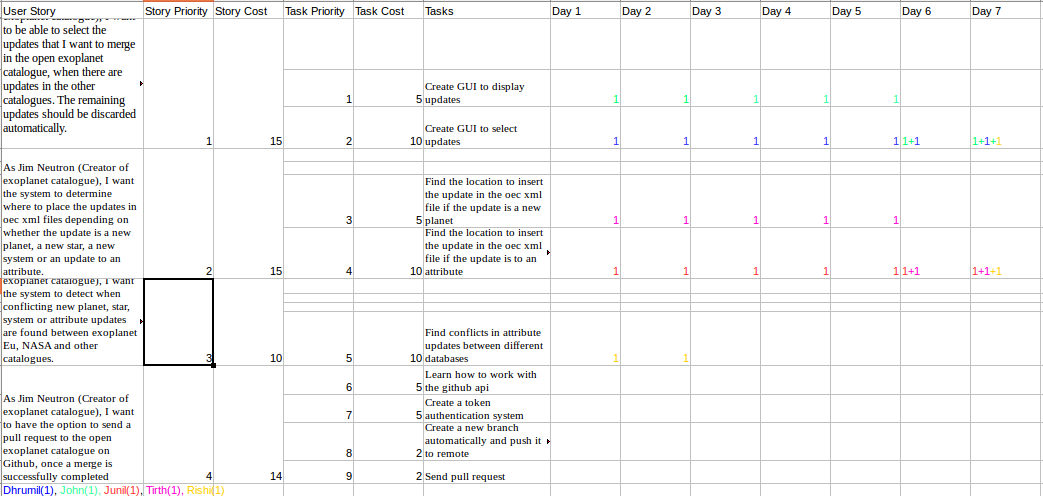 User Story Story Priority Story Cost Task Priority Task Cost Tasks Day 1 Day 2 Day 3 Day 4 Day 5 Day 6 Day 7
exoplanet catalogue), I want
to be able to select the
updates that I want to merge
in the open exoplanet
catalogue, when there are
updates in the other
catalogues. The remaining
updates should be discarded
automatically.
1 15
1 5 Create GUI to display
updates
1 1 1 1 1
2 10 Create GUI to select
updates
1 1 1 1 1 1+1 1+1+1
As Jim Neutron (Creator of
exoplanet catalogue), I want
the system to determine
where to place the updates in
oec xml files depending on
whether the update is a new
planet, a new star, a new
system or an update to an
attribute.
2 15
3 5 Find the location to insert
the update in the oec xml
file if the update is a new
planet
1 1 1 1 1
4 10 Find the location to insert
the update in the oec xml
file if the update is to an
attribute
1 1 1 1 1 1+1 1+1+1
exoplanet catalogue), I want
the system to detect when
conflicting new planet, star,
system or attribute updates
are found between exoplanet
Eu, NASA and other
catalogues.
3 10
5 10 Find conflicts in attribute
updates between different
databases
1 1
As Jim Neutron (Creator of
exoplanet catalogue), I want
to have the option to send a
pull request to the open
exoplanet catalogue on
Github, once a merge is
successfully completed
4 14
6 5 Learn how to work with
the github api
7 5 Create a token
authentication system
8 2 Create a new branch
automatically and push it
to remote
9 2 Send pull request
Dhrumil(1), John(1), Junil(1), Tirth(1), Rishi(1)